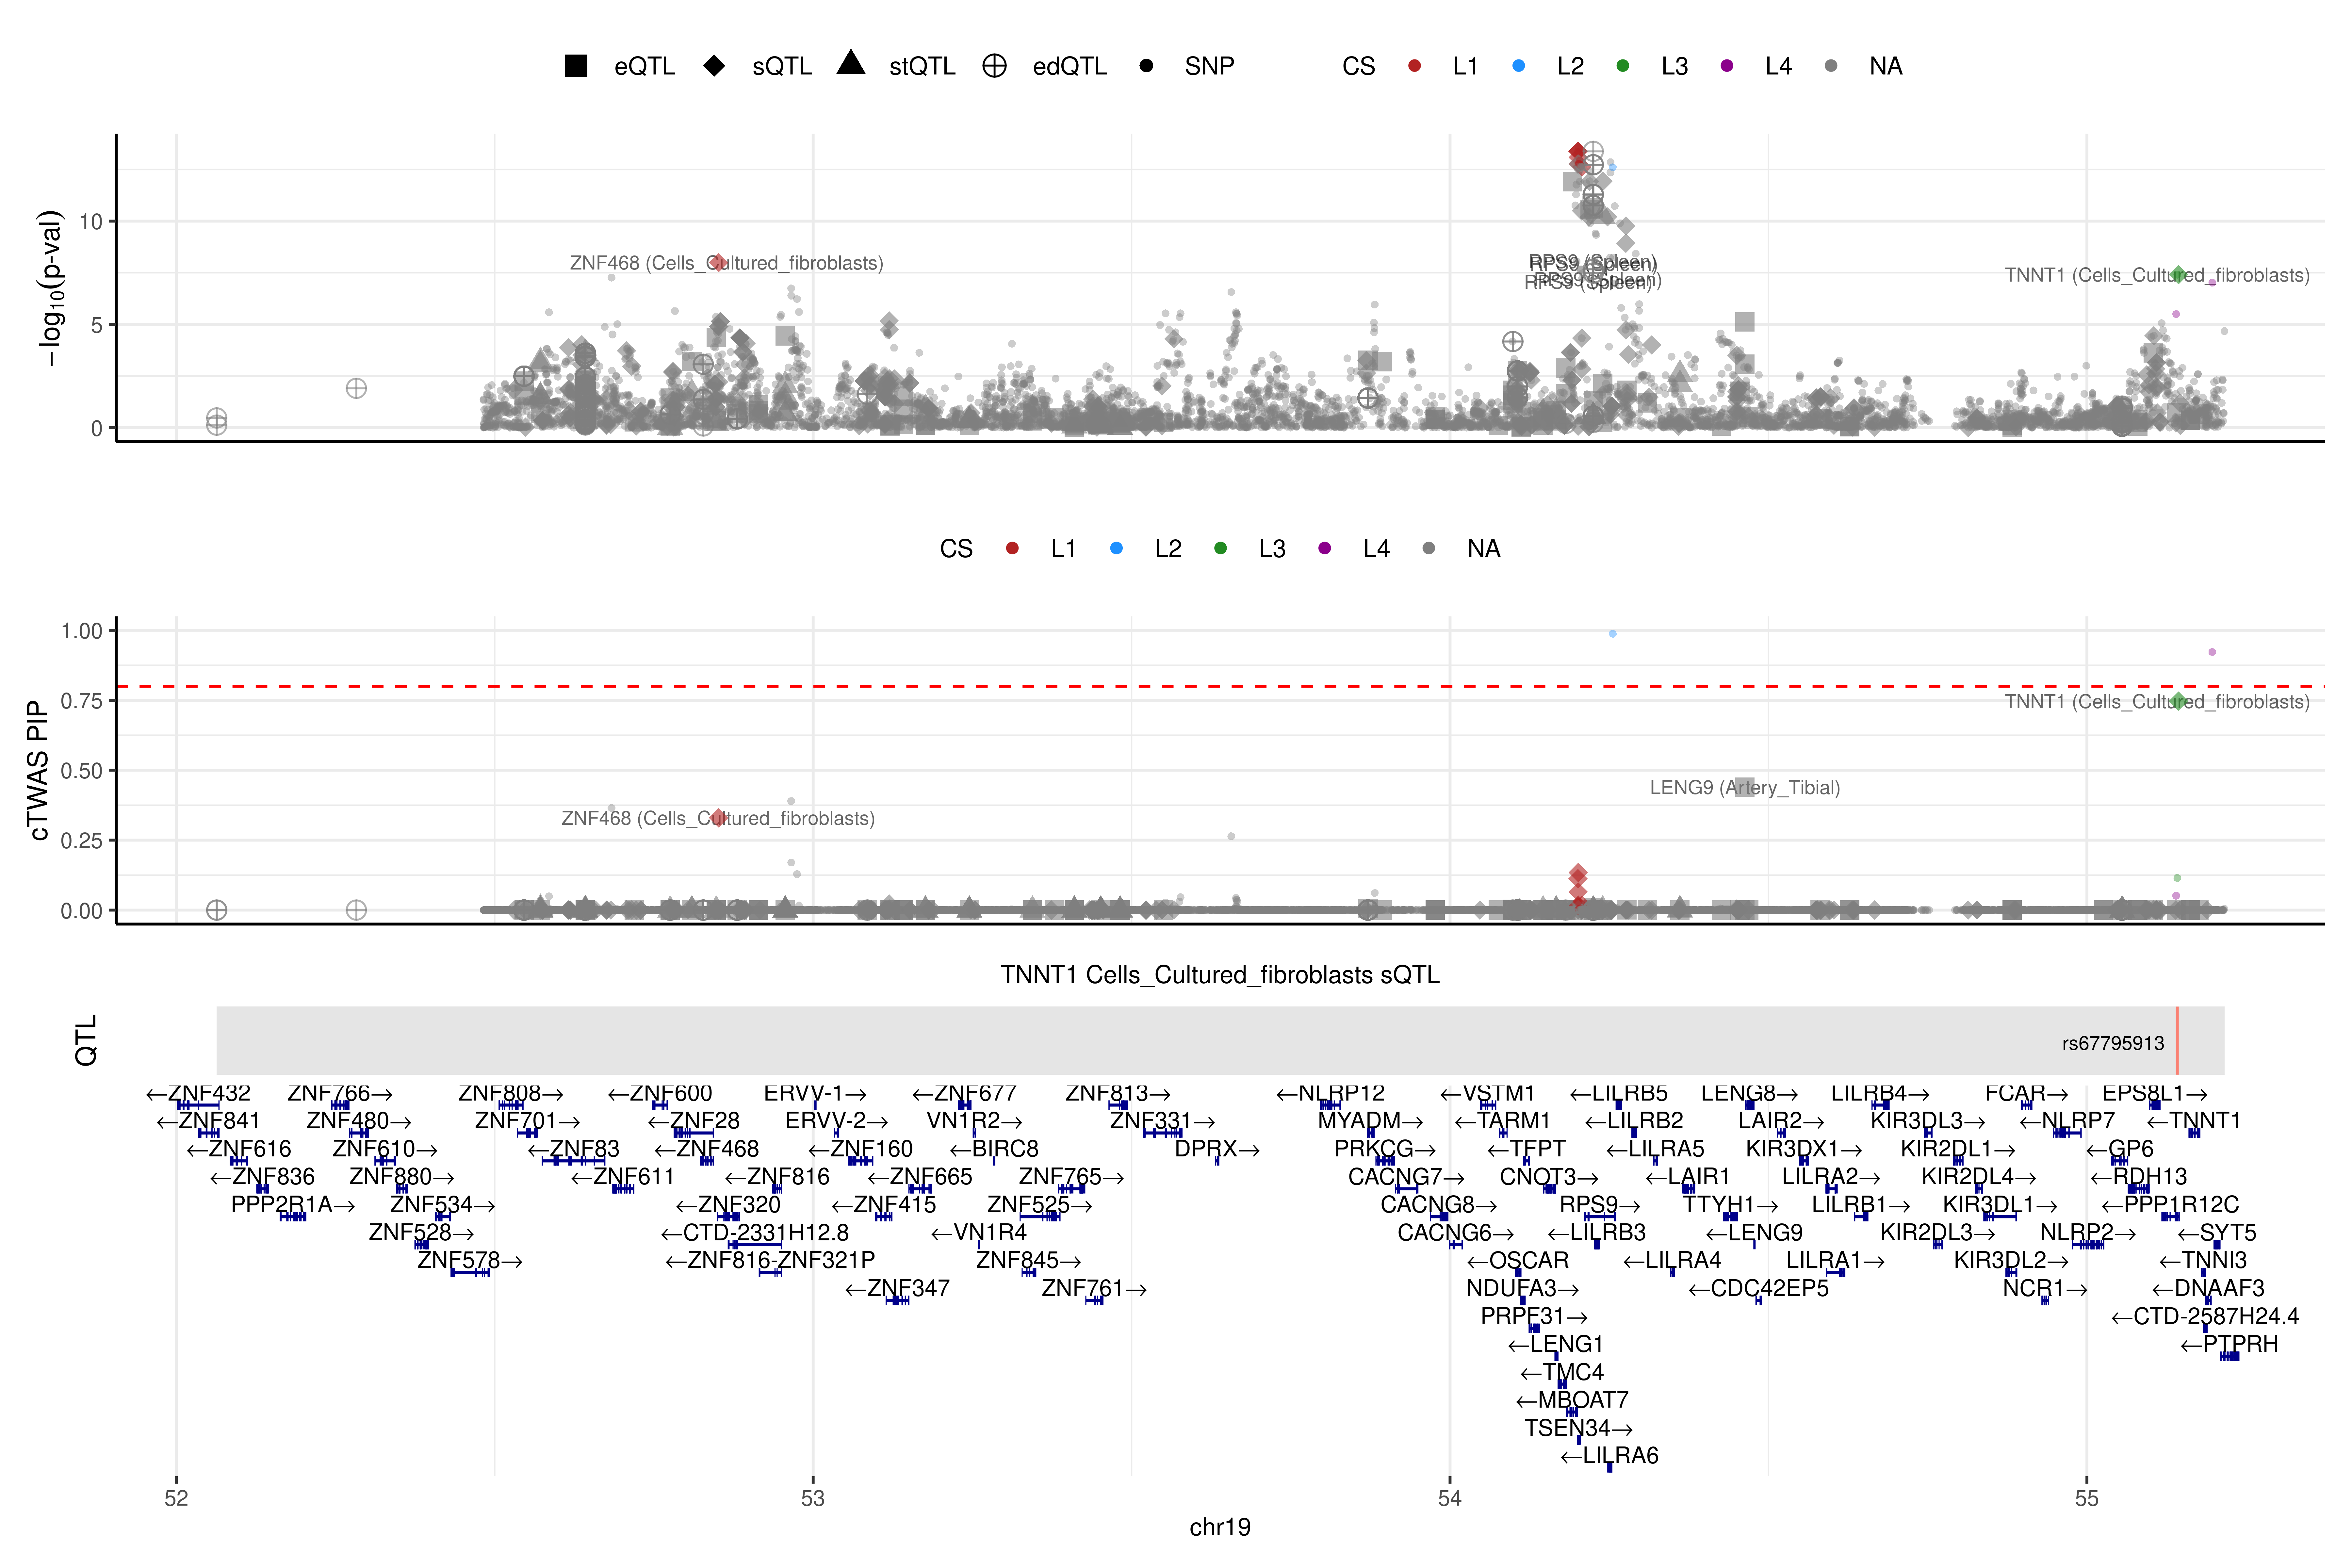 eQTL sQTL stQTL edQTL SNP CS L1 L2 L3 L4 NA
−log10(p-val)
10
5
0
ZNF468 (Cells_Cultured_fibroblasts)
RPS9 (Spleen)
RPS9 (Spleen)
RPS9 (Spleen)
RPS9 (Spleen)
TNNT1 (Cells_Cultured_fibroblasts)
CS L1 L2 L3 L4 NA
cTWAS PIP
1.00
0.75
0.50
0.25
0.00
TNNT1 (Cells_Cultured_fibroblasts)
LENG9 (Artery_Tibial)
ZNF468 (Cells_Cultured_fibroblasts)
TNNT1 Cells_Cultured_fibroblasts sQTL
QTL
rs67795913
←ZNF432 ZNF766→ ZNF808→ ←ZNF600 ERVV-1→ ←ZNF677 ZNF813→ ←NLRP12 ←VSTM1 ←LILRB5 LENG8→ LILRB4→ FCAR→ EPS8L1→
←ZNF841 ZNF480→ ZNF701→ ←ZNF28 ERVV-2→ VN1R2→ ZNF331→ MYADM→ ←TARM1 ←LILRB2 LAIR2→ KIR3DL3→ ←NLRP7 ←TNNT1
←ZNF616 ZNF610→ ←ZNF83 ←ZNF468 ←ZNF160 ←BIRC8 DPRX→ PRKCG→ ←TFPT ←LILRA5 KIR3DX1→ KIR2DL1→ ←GP6
←ZNF836 ZNF880→ ←ZNF611 ←ZNF816 ←ZNF665 ZNF765→ CACNG7→ CNOT3→ ←LAIR1 LILRA2→ KIR2DL4→ ←RDH13
PPP2R1A→ ZNF534→ ←ZNF320 ←ZNF415 ZNF525→ CACNG8→ RPS9→ TTYH1→ LILRB1→ KIR3DL1→ ←PPP1R12C
ZNF528→ ←CTD-2331H12.8 ←VN1R4 CACNG6→ ←LILRB3 ←LENG9 KIR2DL3→ NLRP2→ ←SYT5
ZNF578→ ←ZNF816-ZNF321P ZNF845→ ←OSCAR ←LILRA4 LILRA1→ KIR3DL2→ ←TNNI3
←ZNF347 ZNF761→ NDUFA3→ ←CDC42EP5 NCR1→ ←DNAAF3
PRPF31→ ←CTD-2587H24.4
←LENG1 ←PTPRH
←TMC4
←MBOAT7
TSEN34→
←LILRA6
52 53 54 55
chr19